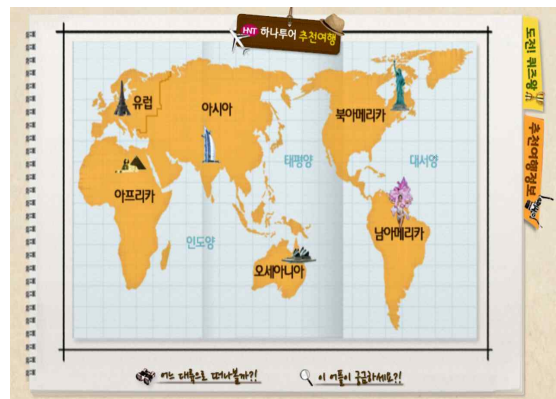 HNT 하나투어 추천여행
도전! 퀴즈왕
추천여행정보
유럽
아시아
북아메리카
태평양
대서양
아프리카
인도양
남아메리카
오세아니아
어느 대륙으로 떠나볼까?!
이 어플이 궁금하세요?!